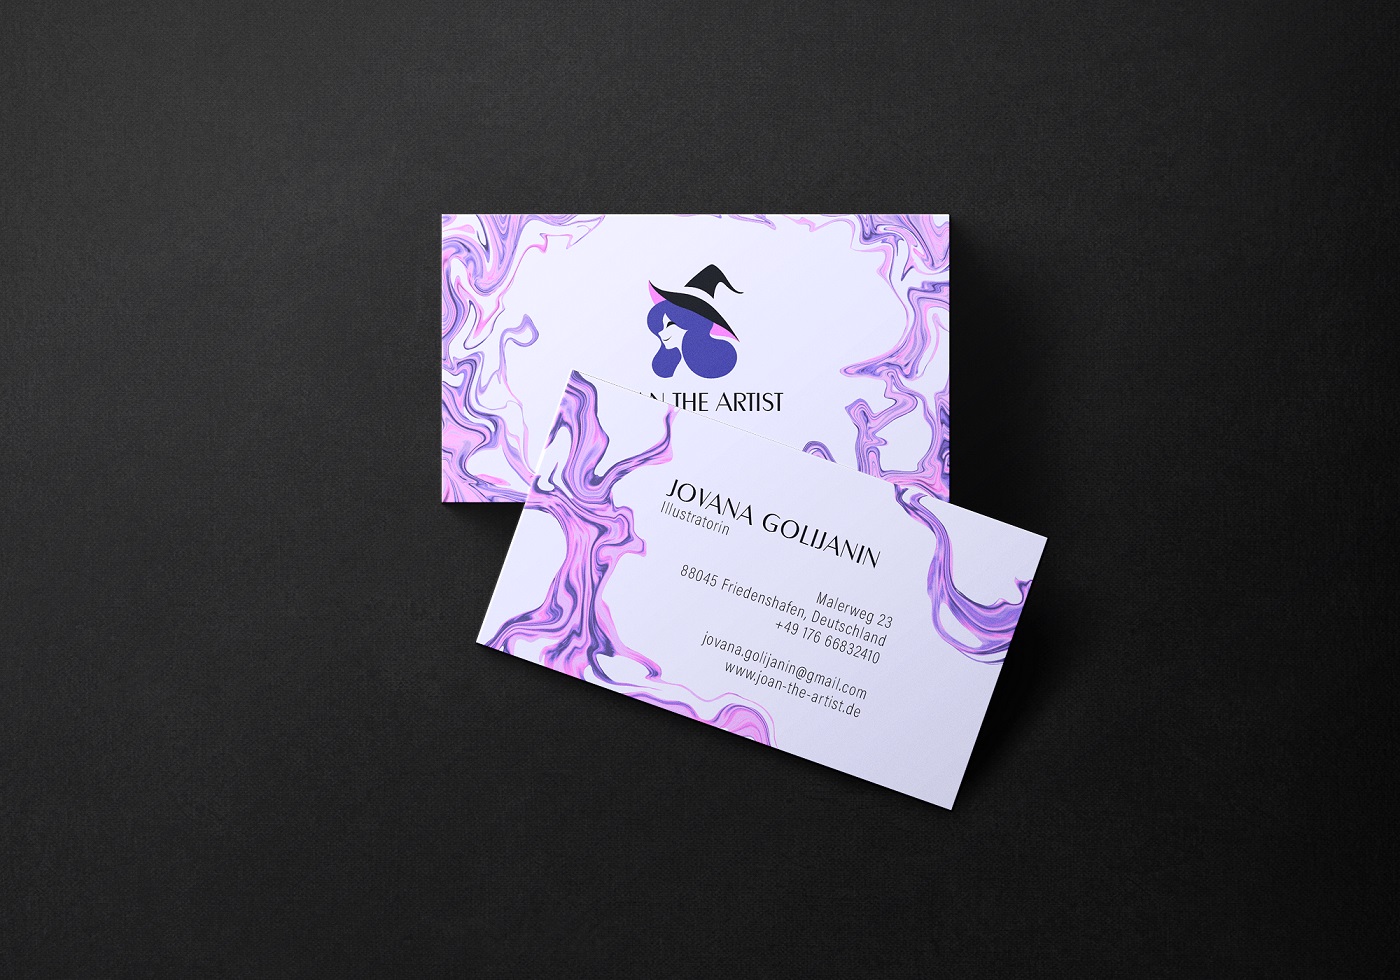 THE ARTIST
JOVANA GOLIJANIN
Illustratorin
Malerweg 23
88045 Friedenshafen, Deutschland
+49 176 66832410
jovana.golijanin@gmail.com
www.joan-the-artist.de